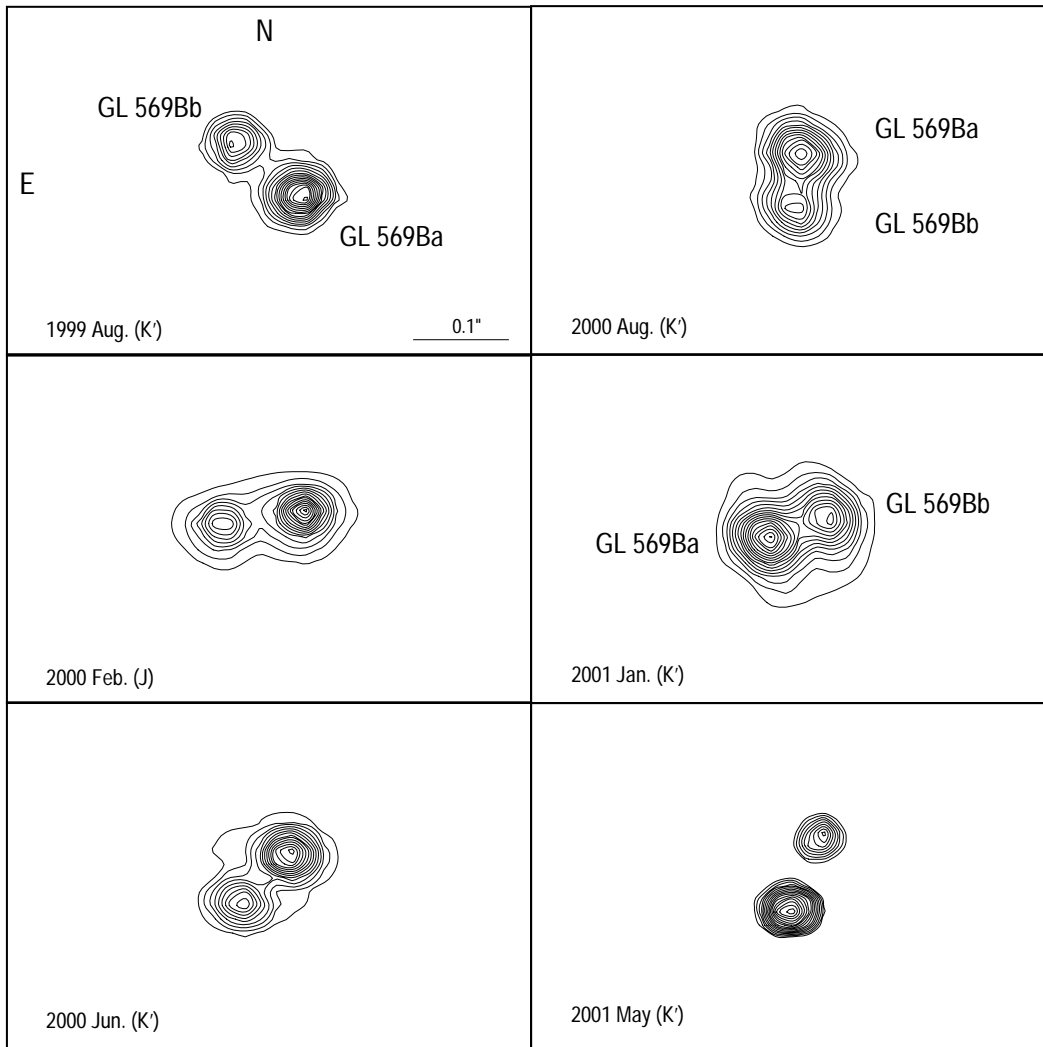 N
E
GL 569Bb
GL 569Ba
1999 Aug. (K')
0.1"
GL 569Ba
GL 569Bb
2000 Aug. (K')
2000 Feb. (J)
GL 569Ba
GL 569Bb
2001 Jan. (K')
2000 Jun. (K')
2001 May (K')